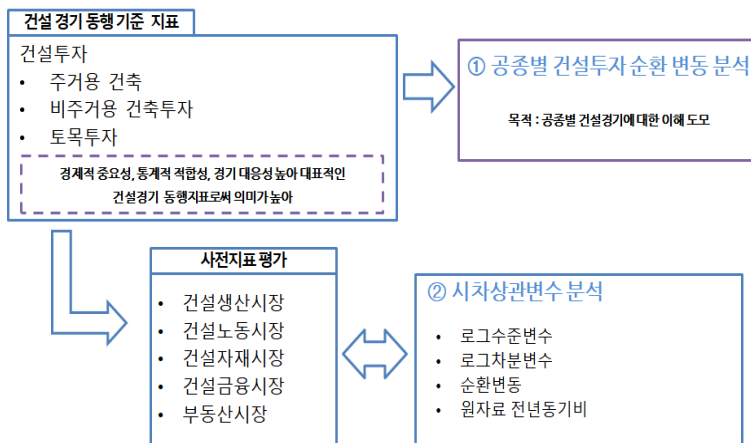 건설 경기 동행 기준 지표
건설투자
• 주거용 건축
• 비주거용 건축투자
• 토목투자
경제적 중요성, 통계적 적합성, 경기 대응성 높아 대표적인
건설경기 동행지표로써 의미가 높아
① 공종별 건설투자 순환 변동 분석
목적 : 공종별 건설경기에 대한 이해 도모
사전지표 평가
• 건설생산시장
• 건설노동시장
• 건설자재시장
• 건설금융시장
• 부동산시장
② 시차상관변수 분석
• 로그수준변수
• 로그차분변수
• 순환변동
• 원자료 전년동기비